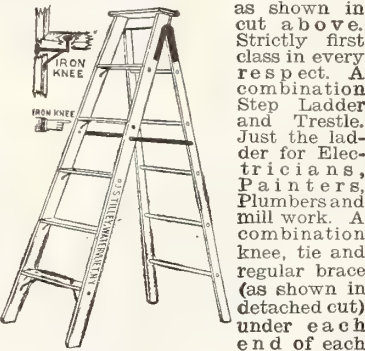 IRON
KNEE
IRON KNEE
as shown in
cut above.
Strictly first
class in every
respect. A
combination
Step Ladder
and Trestle.
Just the lad-
der for Elec-
tricians,
Painters,
Plumbers and
mill work. A
combination
knee, tie and
regular brace
(as shown in
detached cut)
under each
end of each